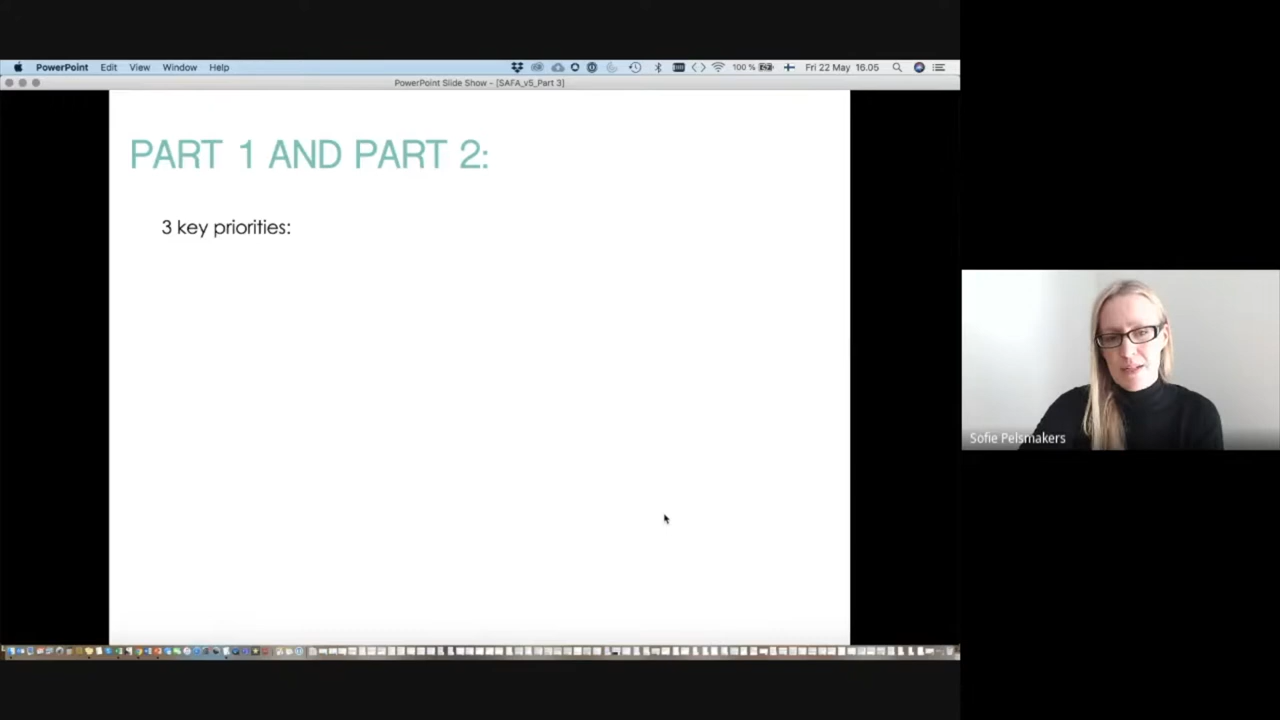 PowerPoint Edit View Window Help 100 % Fri 22 May 16.05
PowerPoint Slide Show - [SAFA_v5_Part 3]
PART 1 AND PART 2:
3 key priorities:
Sofie Pelsmakers